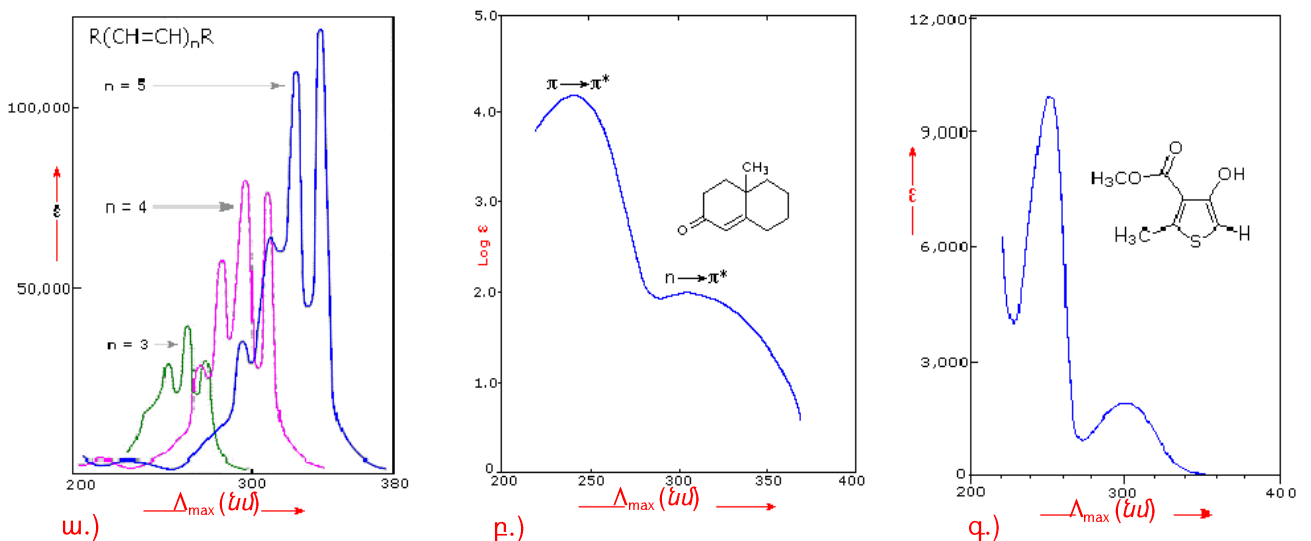 R(CH=CH)ₙR
n = 5
n = 4
n = 3
100,000
50,000
ε
200
300
380
Λmax (նմ)
ա.)
5.0
4.0
3.0
2.0
1.0
0
Log ε
π→π*
n→π*
CH₃
O
200
250
300
350
400
Λmax (նմ)
բ.)
12,000
9,000
6,000
3,000
0
ε
O
H₃CO
OH
H₃C
S
H
200
300
400
Λmax (նմ)
գ.)